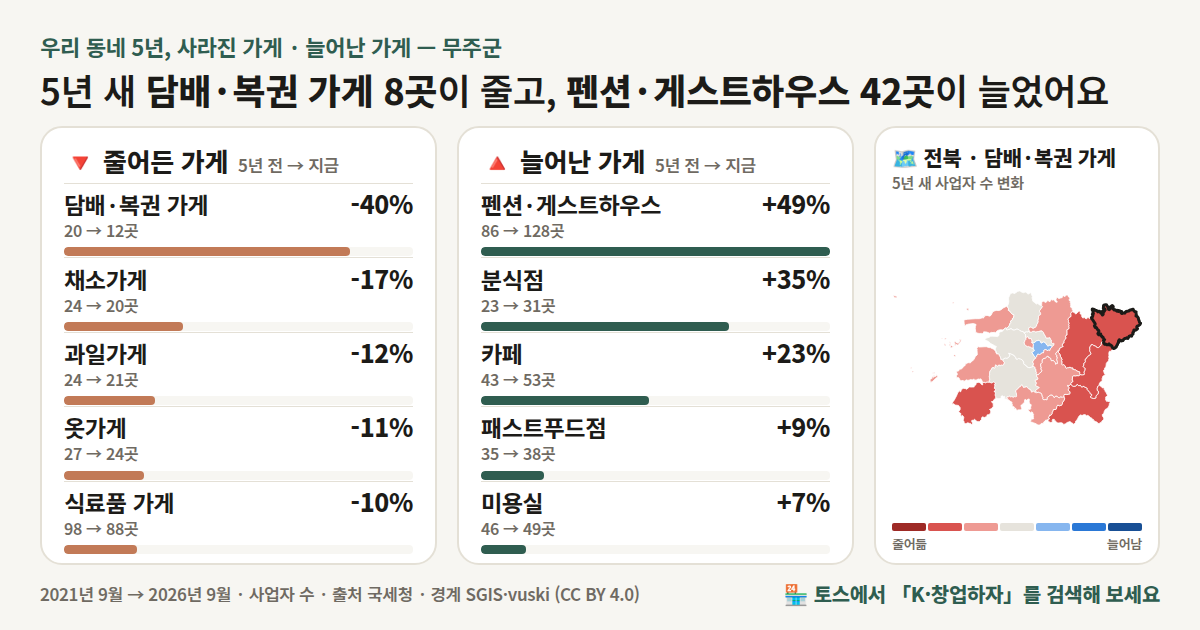 우리 동네 5년, 사라진 가게 · 늘어난 가게 — 무주군
5년 새 담배·복권 가게 8곳이 줄고, 펜션·게스트하우스 42곳이 늘었어요
🔻 줄어든 가게 5년 전 → 지금
담배·복권 가게 -40%
20 → 12곳
채소가게 -17%
24 → 20곳
과일가게 -12%
24 → 21곳
옷가게 -11%
27 → 24곳
식료품 가게 -10%
98 → 88곳
🔺 늘어난 가게 5년 전 → 지금
펜션·게스트하우스 +49%
86 → 128곳
분식점 +35%
23 → 31곳
카페 +23%
43 → 53곳
패스트푸드점 +9%
35 → 38곳
미용실 +7%
46 → 49곳
🗺️ 전북 · 담배·복권 가게
5년 새 사업자 수 변화
줄어듦 늘어남
2021년 9월 → 2026년 9월 · 사업자 수 · 출처 국세청 · 경계 SGIS·vuski (CC BY 4.0)
🏪 토스에서 「K·창업하자」를 검색해 보세요